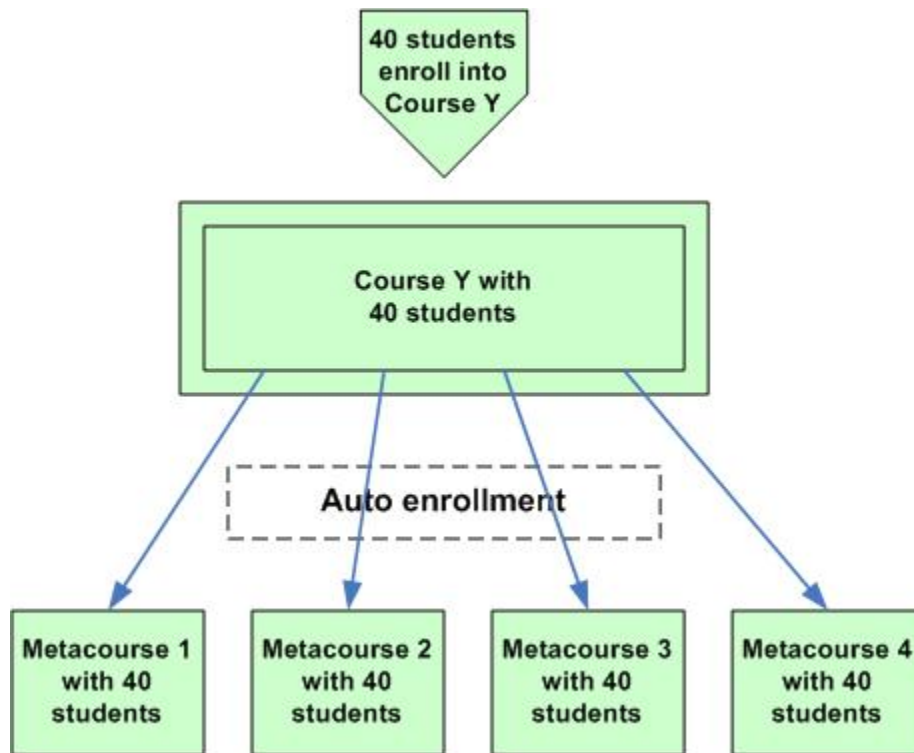 40 students
enroll into
Course Y
Course Y with
40 students
Auto enrollment
Metacourse 1
with 40
students
Metacourse 2
with 40
students
Metacourse 3
with 40
students
Metacourse 4
with 40
students